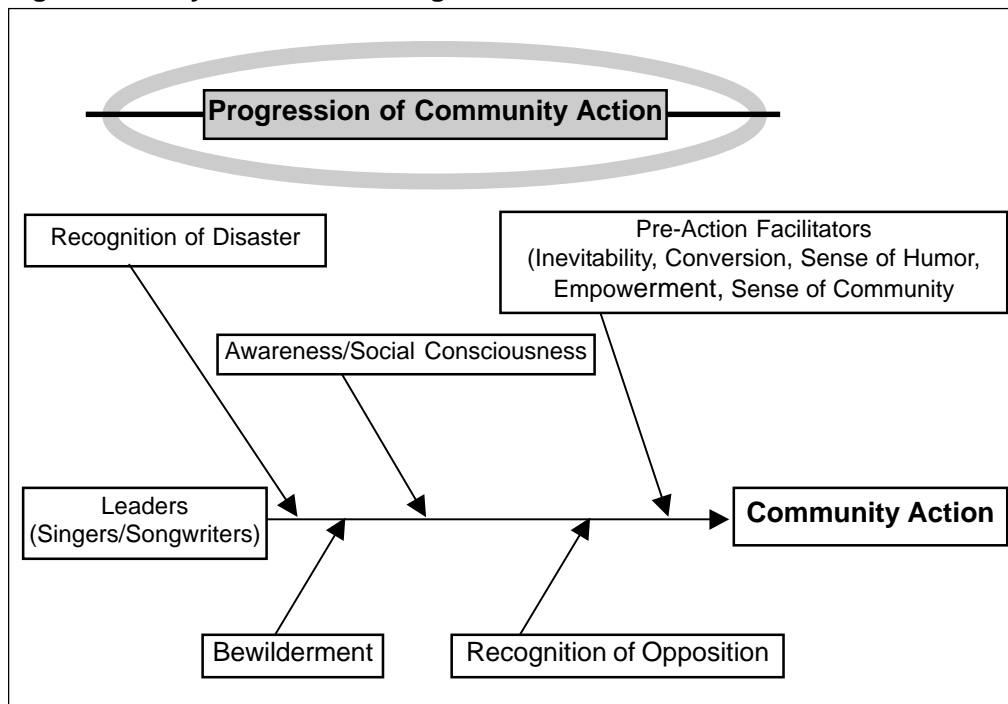 Progression of Community Action
Recognition of Disaster
Pre-Action Facilitators
(Inevitability, Conversion, Sense of Humor,
Empowerment, Sense of Community
Awareness/Social Consciousness
Leaders
(Singers/Songwriters)
Community Action
Bewilderment
Recognition of Opposition